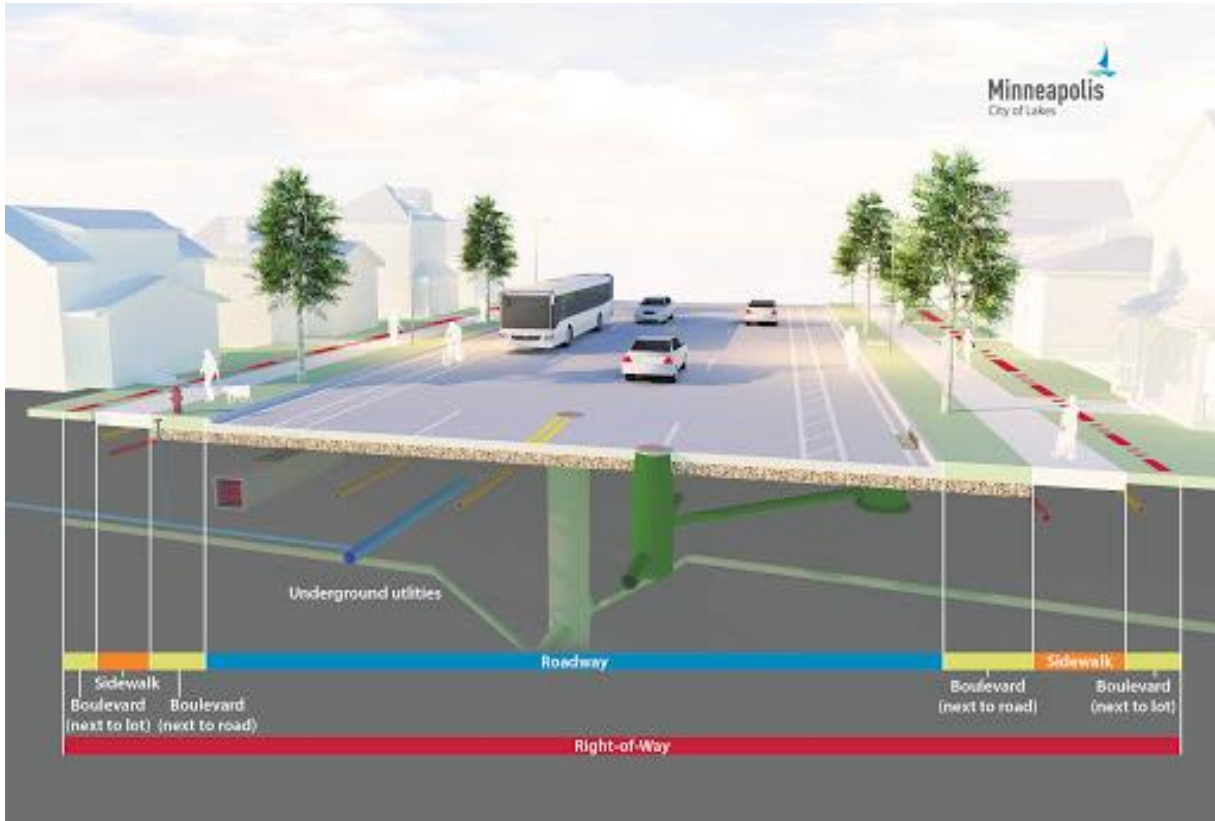 Minneapolis
City of Lakes
Underground utlities
Roadway
Sidewalk
Sidewalk
Boulevard
(next to lot)
Boulevard
(next to road)
Boulevard
(next to road)
Boulevard
(next to lot)
Right-of-Way